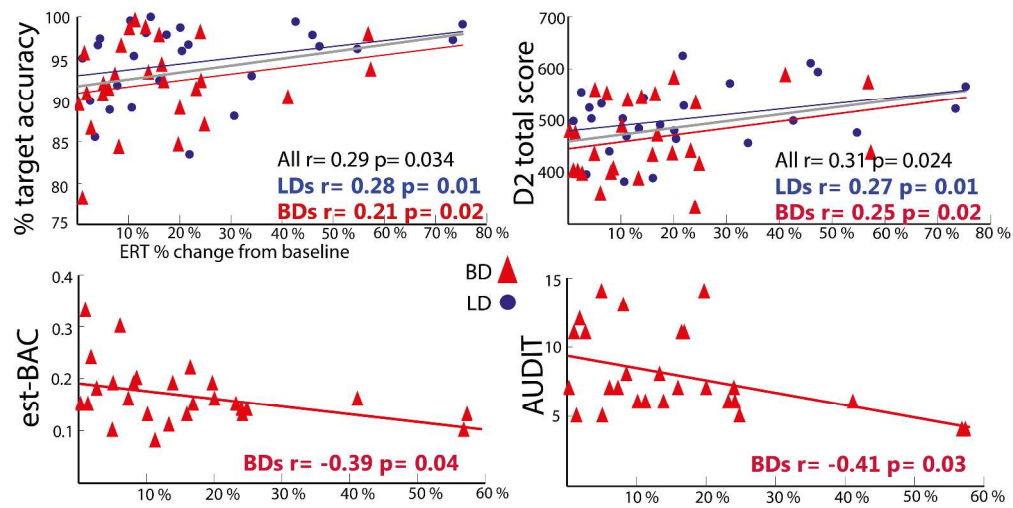 % target accuracy
100
95
90
85
80
75
All r= 0.29 p= 0.034
LDs r= 0.28 p= 0.01
BDs r= 0.21 p= 0.02
10 % 20 % 30 % 40 % 50 % 60 % 70 % 80 %
ERT % change from baseline
D2 total score
700
600
500
400
All r= 0.31 p= 0.024
LDs r= 0.27 p= 0.01
BDs r= 0.25 p= 0.02
10 % 20 % 30 % 40 % 50 % 60 % 70 % 80 %
BD
LD
est-BAC
0.4
0.3
0.2
0.1
BDs r= -0.39 p= 0.04
10 % 20 % 30 % 40 % 50 % 60 %
AUDIT
15
10
5
BDs r= -0.41 p= 0.03
10 % 20 % 30 % 40 % 50 % 60 %